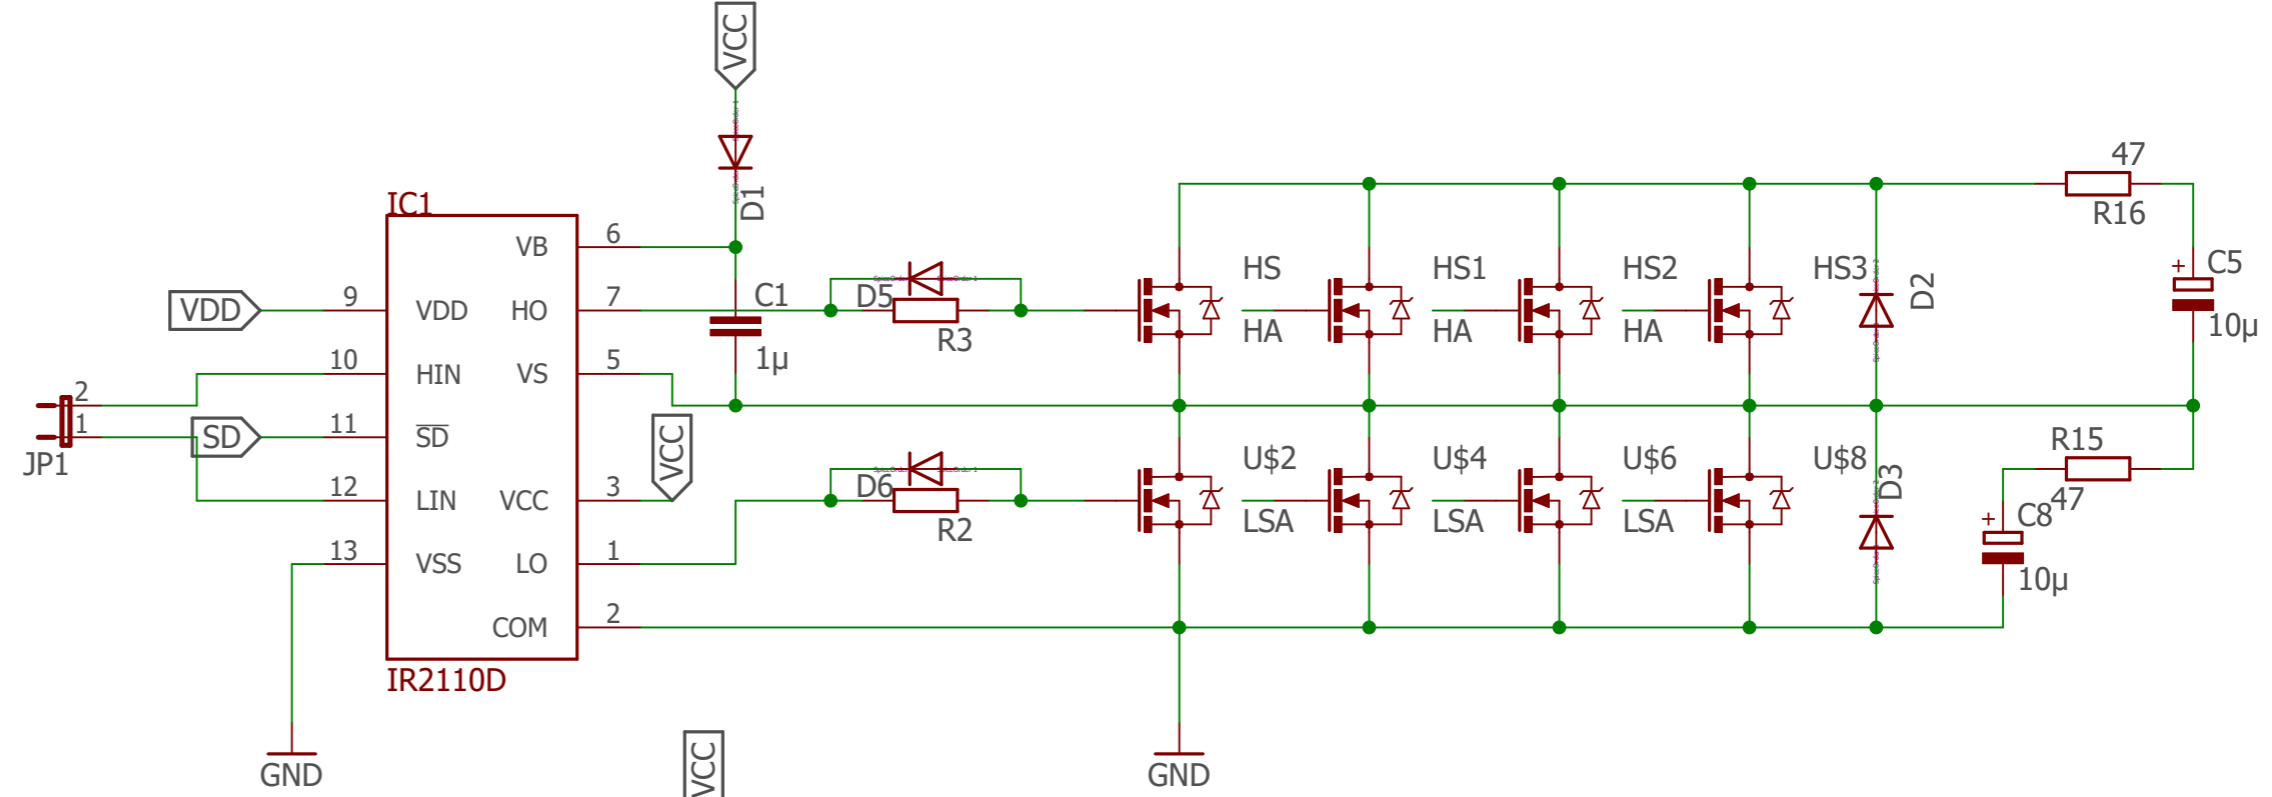 VCC
D1
47
R16
IC1
VB
6
VDD
9
VDD
HO
7
C1
1µ
D5
R3
HS
HA
HS1
HA
HS2
HA
HS3
D2
+
C5
10µ
10
HIN
VS
5
2
1
JP1
SD
11
SD
VCC
12
LIN
VCC
3
D6
R2
U$2
LSA
U$4
LSA
U$6
LSA
U$8
D3
R15
47
+
C8
10µ
13
VSS
LO
1
COM
2
IR2110D
GND
VCC
GND